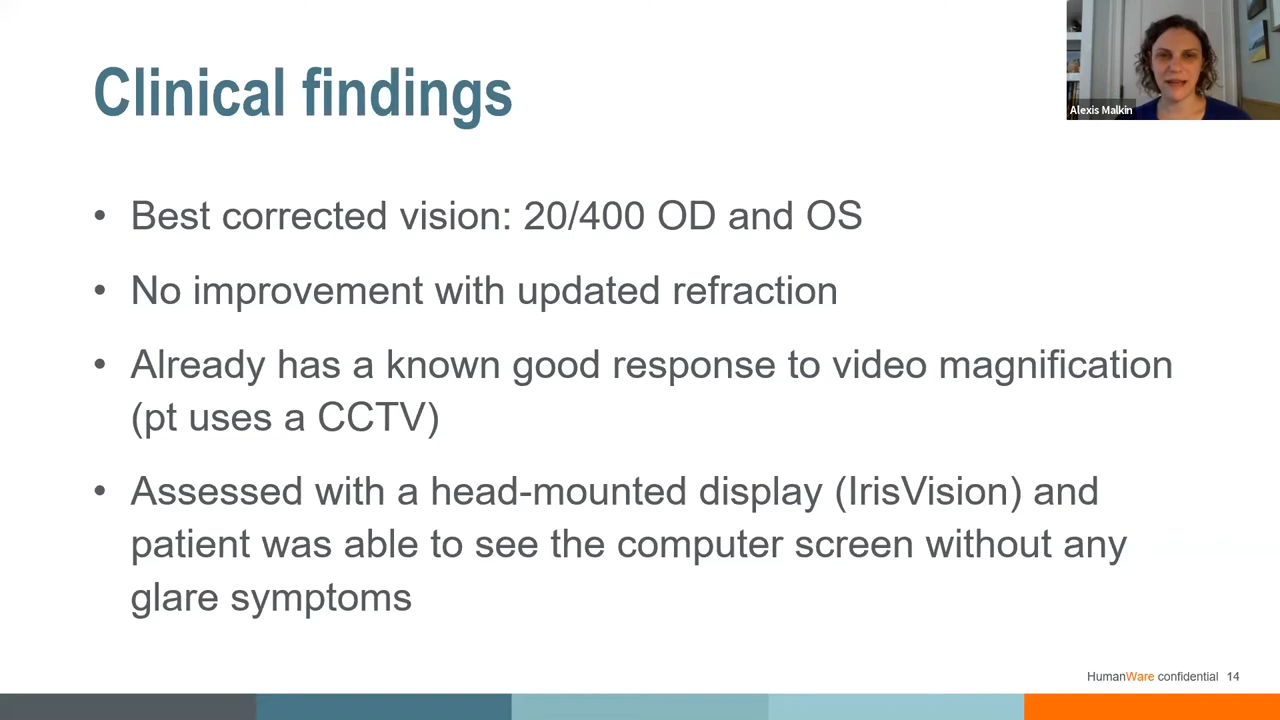 Clinical findings
Alexis Malkin
• Best corrected vision: 20/400 OD and OS
• No improvement with updated refraction
• Already has a known good response to video magnification
(pt uses a CCTV)
• Assessed with a head-mounted display (IrisVision) and
patient was able to see the computer screen without any
glare symptoms
HumanWare confidential 14